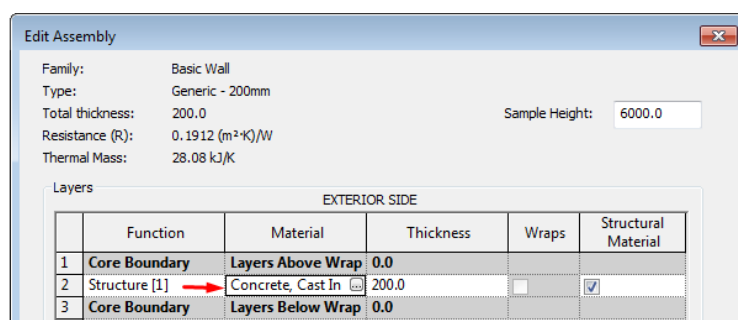 Edit Assembly
Family: Basic Wall
Type: Generic - 200mm
Total thickness: 200.0 Sample Height: 6000.0
Resistance (R): 0.1912 (m²·K)/W
Thermal Mass: 28.08 kJ/K
Layers
EXTERIOR SIDE
Function Material Thickness Wraps Structural Material
1 Core Boundary Layers Above Wrap 0.0
2 Structure [1] Concrete, Cast In 200.0
3 Core Boundary Layers Below Wrap 0.0